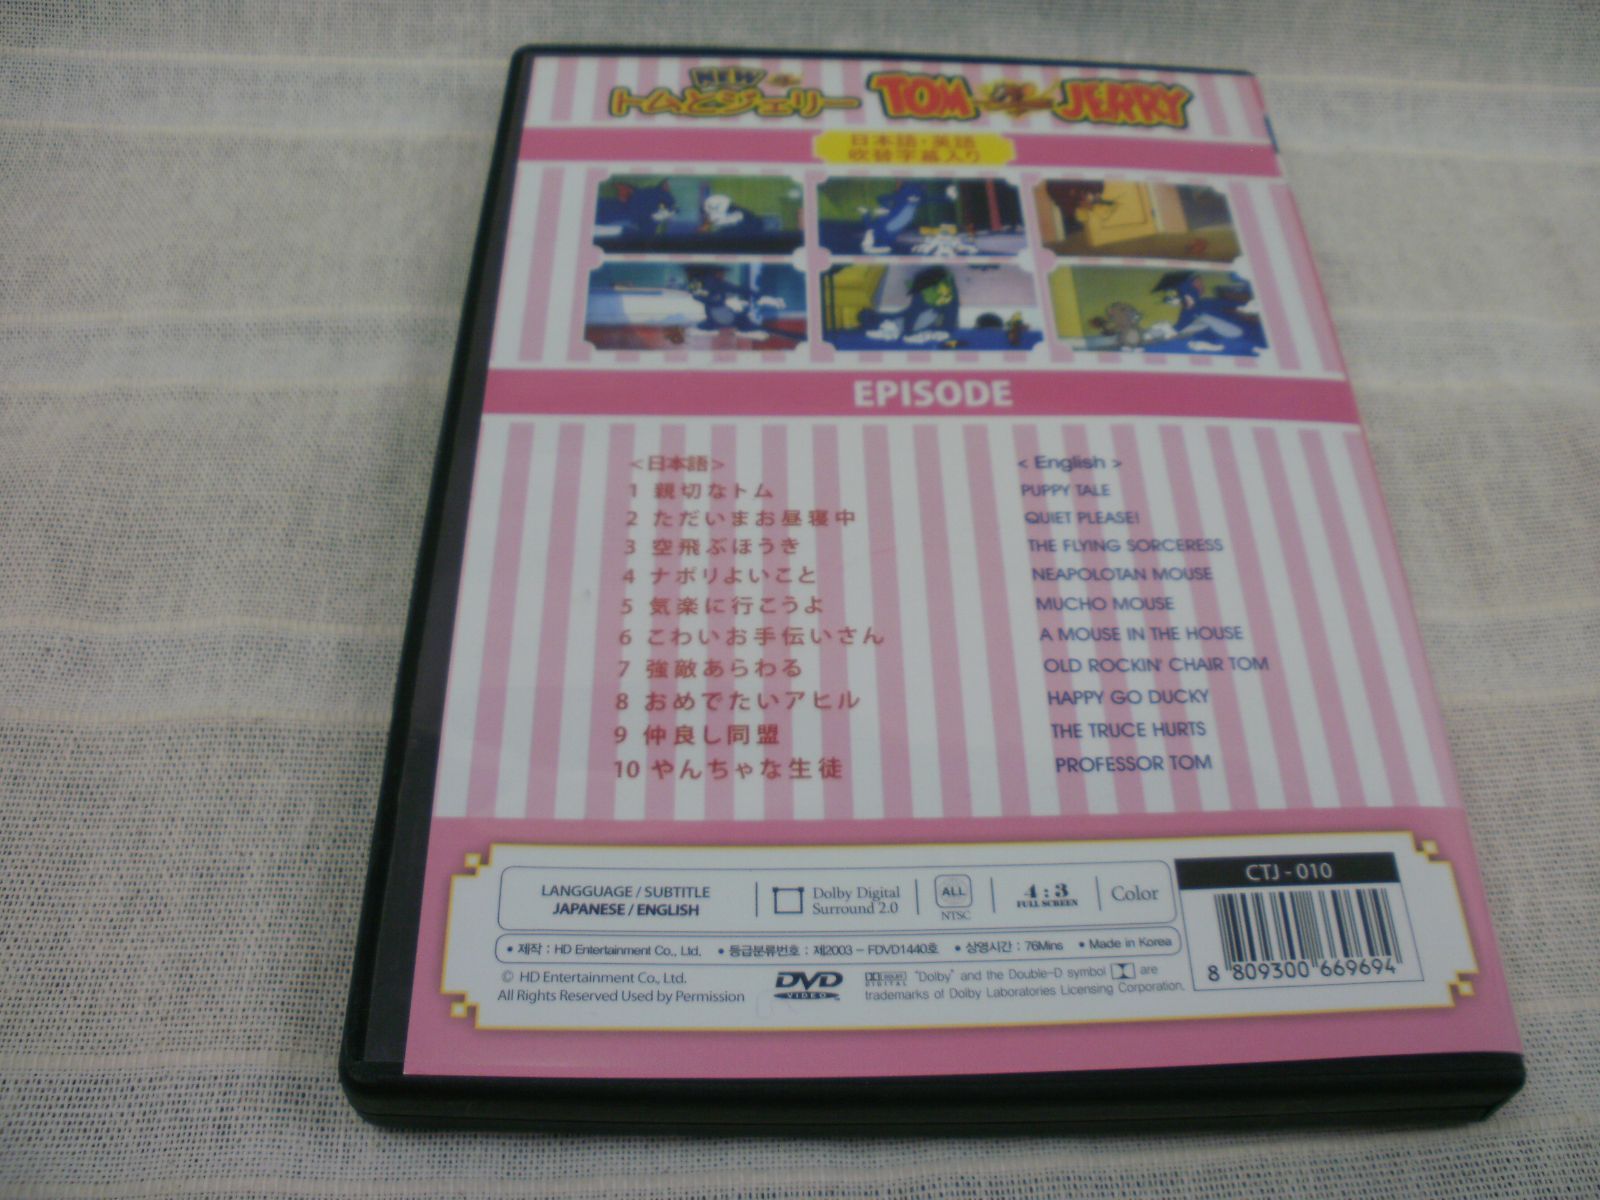 NEW
トムとジェリー TOM JERRY
日本語・英語
吹替字幕入り
EPISODE
<日本語>
1 親切なトム
2 ただいまお昼寝中
3 空飛ぶほうき
4 ナポリよいこと
5 気楽に行こうよ
6 こわいお手伝いさん
7 強敵あらわる
8 おめでたいアヒル
9 仲良し同盟
10 やんちゃな生徒
< English >
PUPPY TALE
QUIET PLEASE!
THE FLYING SORCERESS
NEAPOLOTAN MOUSE
MUCHO MOUSE
A MOUSE IN THE HOUSE
OLD ROCKIN' CHAIR TOM
HAPPY GO DUCKY
THE TRUCE HURTS
PROFESSOR TOM
LANGGUAGE / SUBTITLE
JAPANESE / ENGLISH
Dolby Digital
Surround 2.0
ALL
NTSC
4 : 3
FULL SCREEN
Color
CTJ - 010
• 제작 : HD Entertainment Co., Ltd. • 등급분류번호 : 제2003 - FDVD1440호 • 상영시간 : 76Mins • Made in Korea
© HD Entertainment Co., Ltd.
All Rights Reserved Used by Permission
DVD
VIDEO
DOLBY
DIGITAL
"Dolby" and the Double-D symbol are
trademarks of Dolby Laboratories Licensing Corporation.
8 809300 669694